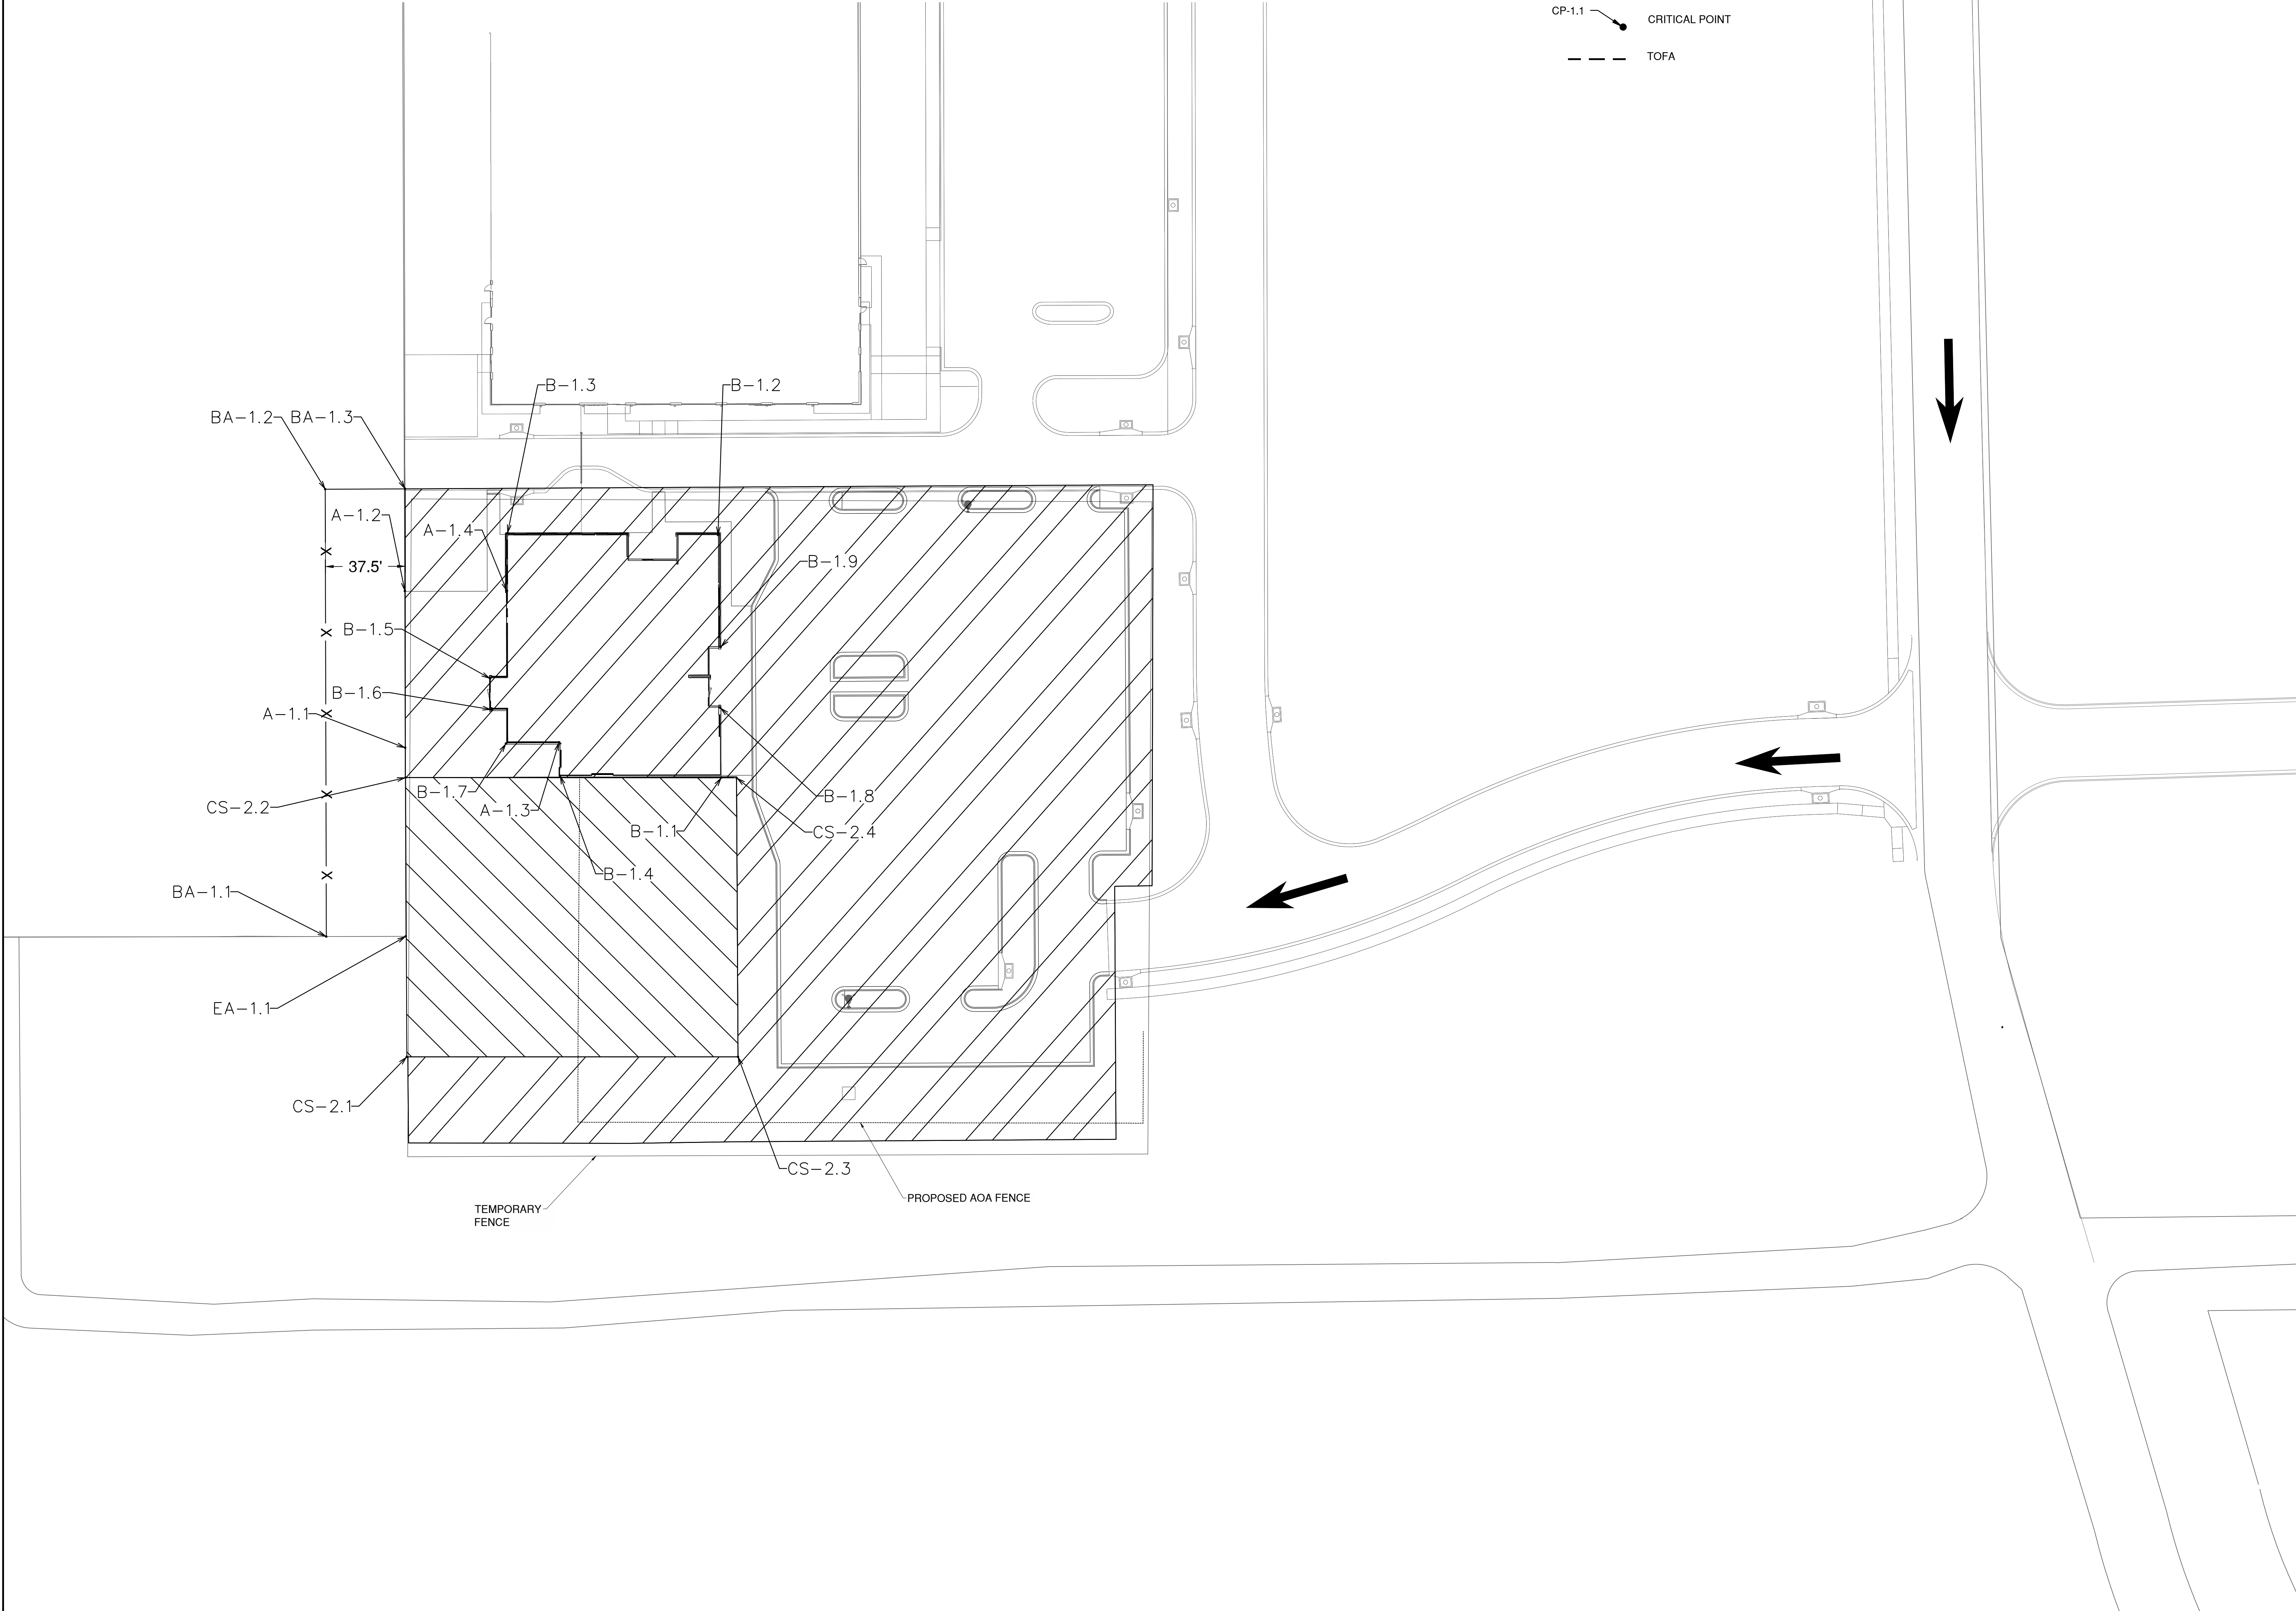 CP-1.1
CRITICAL POINT
TOFA
B-1.3
B-1.2
BA-1.2
BA-1.3
A-1.2
A-1.4
B-1.9
X
37.5'
B-1.5
X
B-1.6
A-1.1
X
CS-2.2
X
B-1.7
A-1.3
B-1.8
B-1.1
CS-2.4
X
B-1.4
BA-1.1
EA-1.1
CS-2.1
CS-2.3
PROPOSED AOA FENCE
TEMPORARY
FENCE